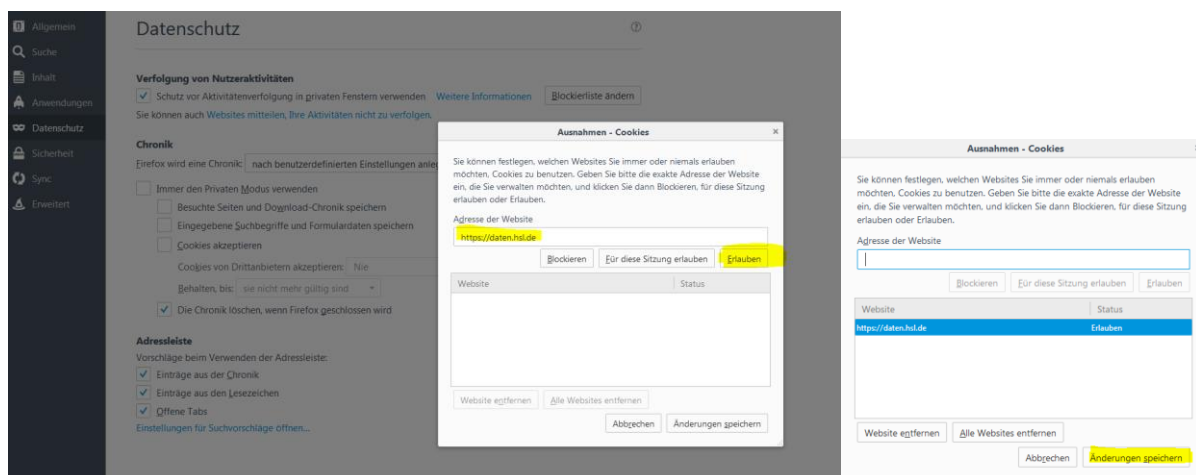 Allgemein
Suche
Inhalt
Anwendungen
Datenschutz
Sicherheit
Sync
Erweitert
Datenschutz
?
Verfolgung von Nutzeraktivitäten
Schutz vor Aktivitätenverfolgung in privaten Fenstern verwenden Weitere Informationen Blockierliste ändern
Sie können auch Websites mitteilen, Ihre Aktivitäten nicht zu verfolgen.
Chronik
Firefox wird eine Chronik: nach benutzerdefinierten Einstellungen anleg
Immer den Privaten Modus verwenden
Besuchte Seiten und Download-Chronik speichern
Eingegebene Suchbegriffe und Formulardaten speichern
Cookies akzeptieren
Cookies von Drittanbietern akzeptieren: Nie
Behalten, bis: sie nicht mehr gültig sind
Die Chronik löschen, wenn Firefox geschlossen wird
Adressleiste
Vorschläge beim Verwenden der Adressleiste:
Einträge aus der Chronik
Einträge aus den Lesezeichen
Offene Tabs
Einstellungen für Suchvorschläge öffnen...
Ausnahmen - Cookies
Sie können festlegen, welchen Websites Sie immer oder niemals erlauben
möchten, Cookies zu benutzen. Geben Sie bitte die exakte Adresse der Website
ein, die Sie verwalten möchten, und klicken Sie dann Blockieren, für diese Sitzung
erlauben oder Erlauben.
Adresse der Website
https://daten.hsl.de
Blockieren Für diese Sitzung erlauben Erlauben
Website Status
Website entfernen Alle Websites entfernen
Abbrechen Änderungen speichern
Ausnahmen - Cookies
Sie können festlegen, welchen Websites Sie immer oder niemals erlauben
möchten, Cookies zu benutzen. Geben Sie bitte die exakte Adresse der Website
ein, die Sie verwalten möchten, und klicken Sie dann Blockieren, für diese Sitzung
erlauben oder Erlauben.
Adresse der Website
Blockieren Für diese Sitzung erlauben Erlauben
Website Status
https://daten.hsl.de Erlauben
Website entfernen Alle Websites entfernen
Abbrechen Änderungen speichern